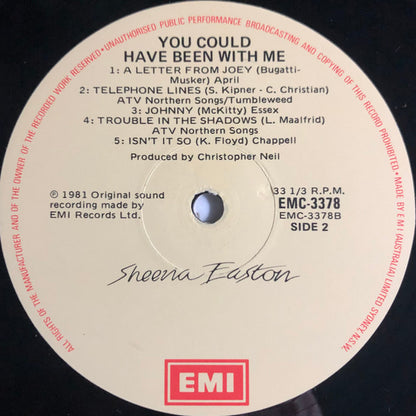 YOU COULD
HAVE BEEN WITH ME
1: A LETTER FROM JOEY (Bugatti-
Musker) April
2: TELEPHONE LINES (S. Kipner - C. Christian)
ATV Northern Songs/Tumbleweed
3: JOHNNY (McKitty) Essex
4: TROUBLE IN THE SHADOWS (L. Maalfrid)
ATV Northern Songs
5: ISN'T IT SO (K. Floyd) Chappell
Produced by Christopher Neil
Ⓟ 1981 Original sound
recording made by
EMI Records Ltd.
33 1/3 R.P.M.
EMC-3378
EMC-3378B
SIDE 2
Sheena Easton
EMI
ALL RIGHTS OF THE MANUFACTURER AND OF THE OWNER OF THE RECORDED WORK RESERVED • UNAUTHORISED PUBLIC PERFORMANCE BROADCASTING AND COPYING OF THIS RECORD PROHIBITED • MADE BY EMI (AUSTRALIA) LIMITED SYDNEY, N.S.W.